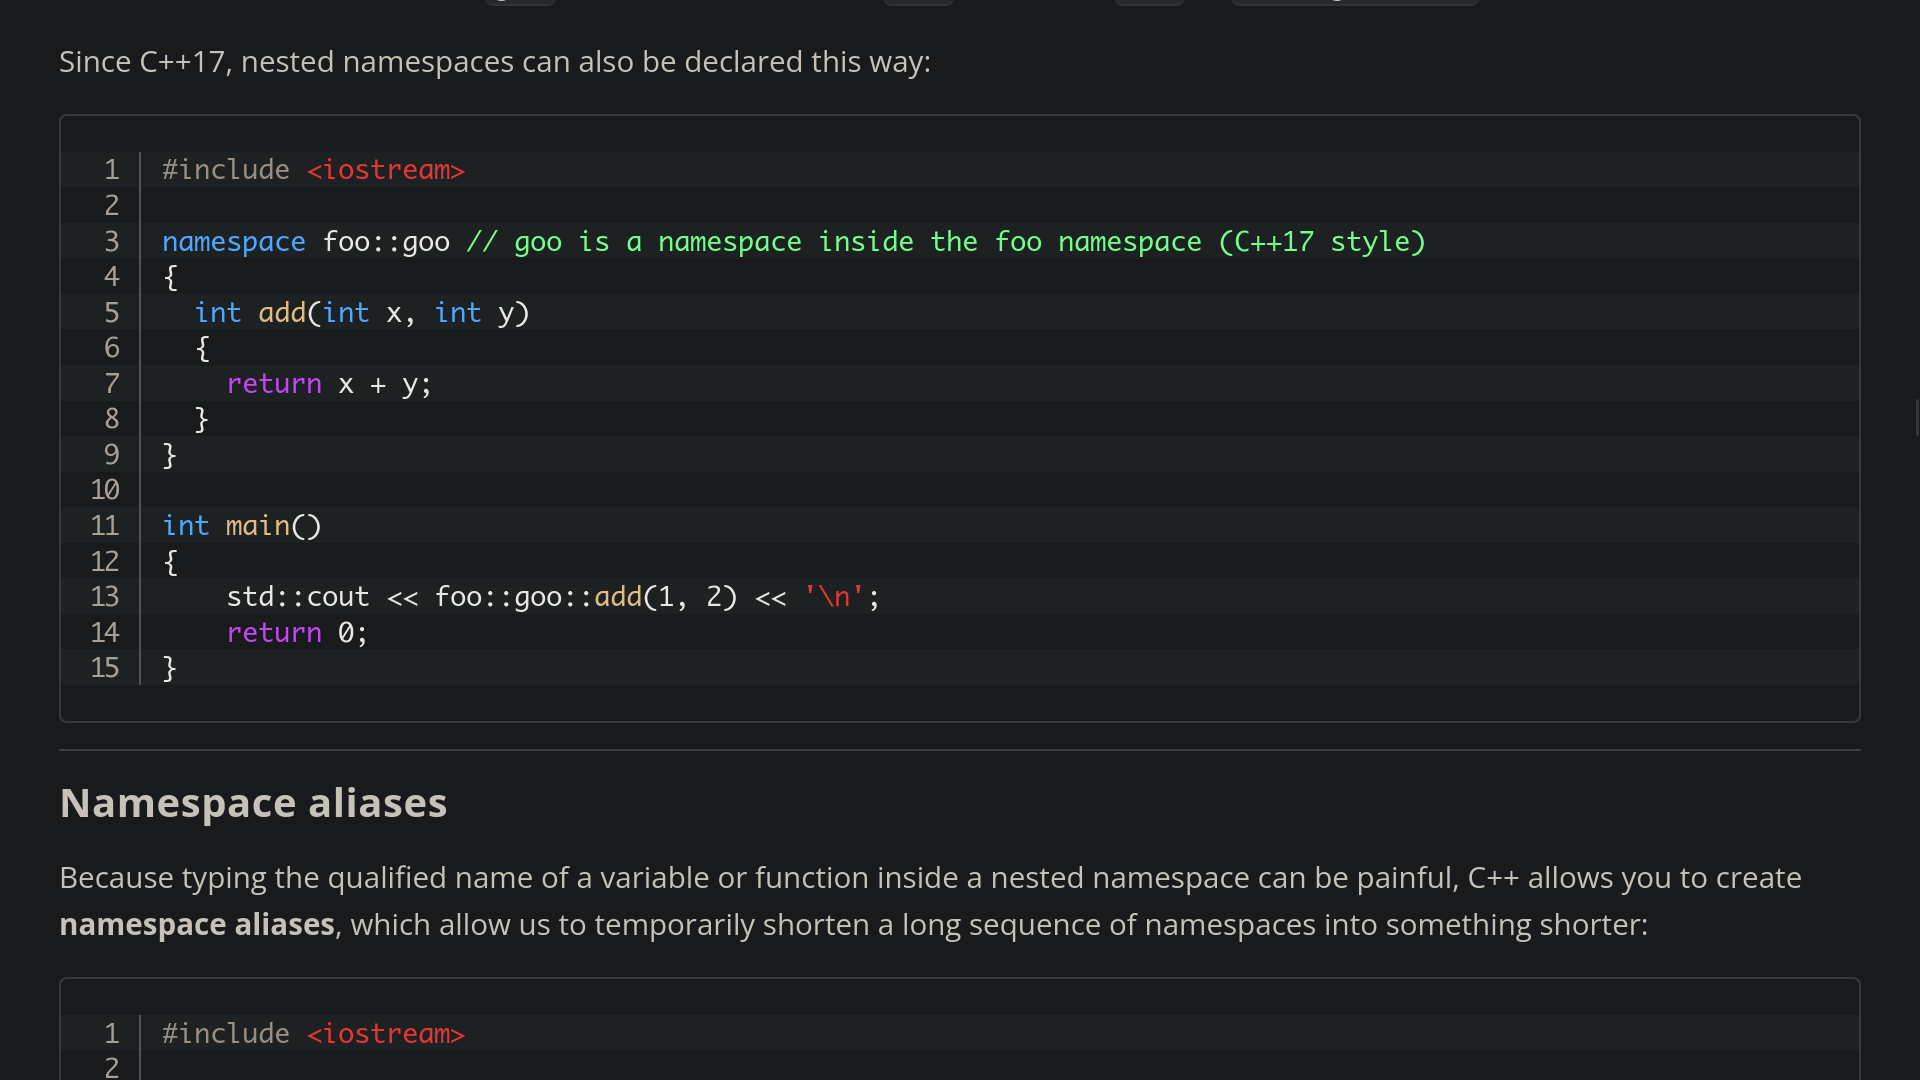 Since C++17, nested namespaces can also be declared this way:
1 #include <iostream>
2
3 namespace foo::goo // goo is a namespace inside the foo namespace (C++17 style)
4 {
5   int add(int x, int y)
6   {
7     return x + y;
8   }
9 }
10
11 int main()
12 {
13     std::cout << foo::goo::add(1, 2) << '\n';
14     return 0;
15 }
Namespace aliases
Because typing the qualified name of a variable or function inside a nested namespace can be painful, C++ allows you to create
namespace aliases, which allow us to temporarily shorten a long sequence of namespaces into something shorter:
1 #include <iostream>
2